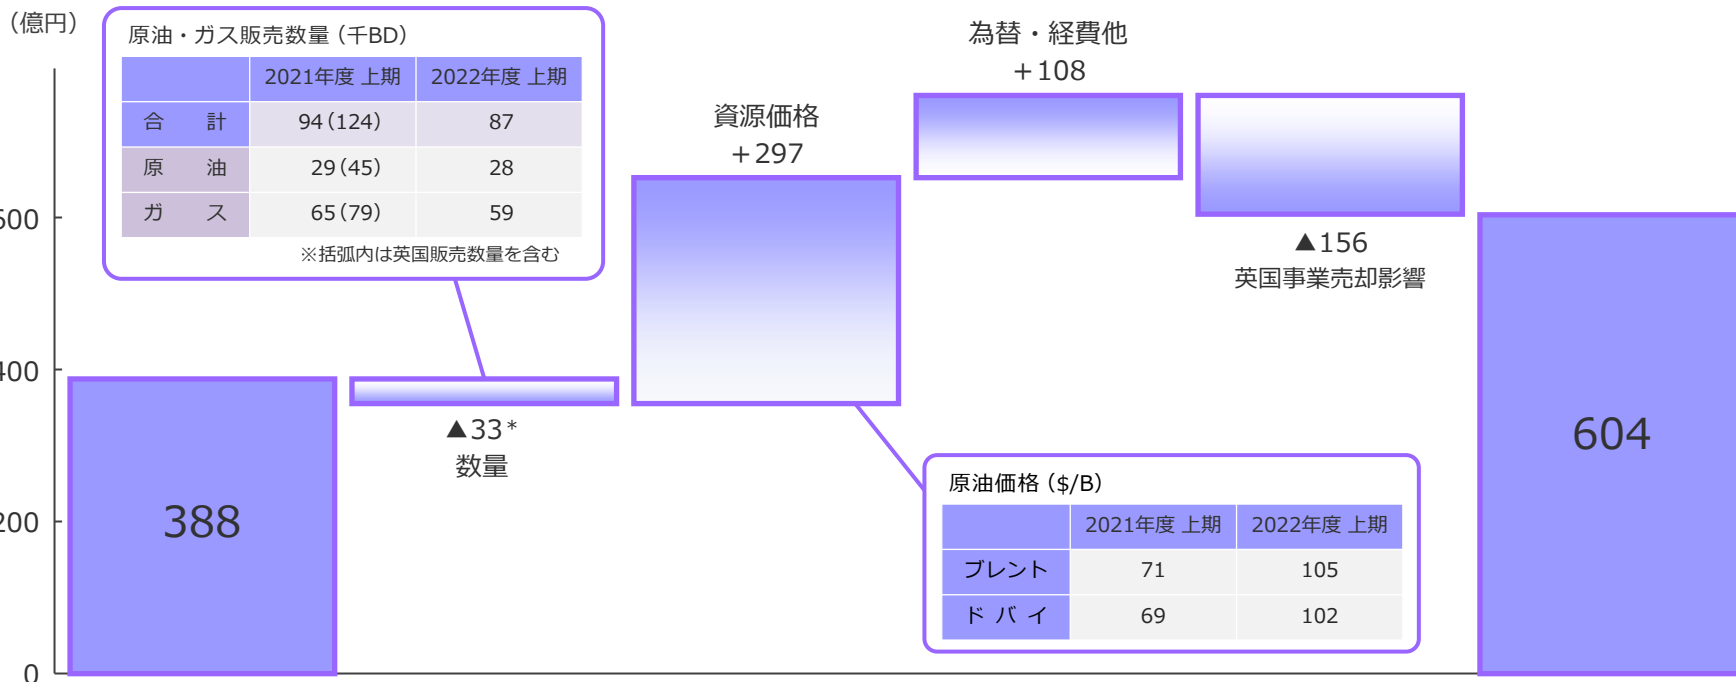 （億円）
原油・ガス販売数量（千BD）
2021年度 上期 2022年度 上期
合 計 94（124） 87
原 油 29（45） 28
ガ ス 65（79） 59
※括弧内は英国販売数量を含む
資源価格
＋297
為替・経費他
＋108
▲156
英国事業売却影響
▲33*
数量
388
604
原油価格（$/B）
2021年度 上期 2022年度 上期
ブレント 71 105
ド バ イ 69 102
600
400
200
0